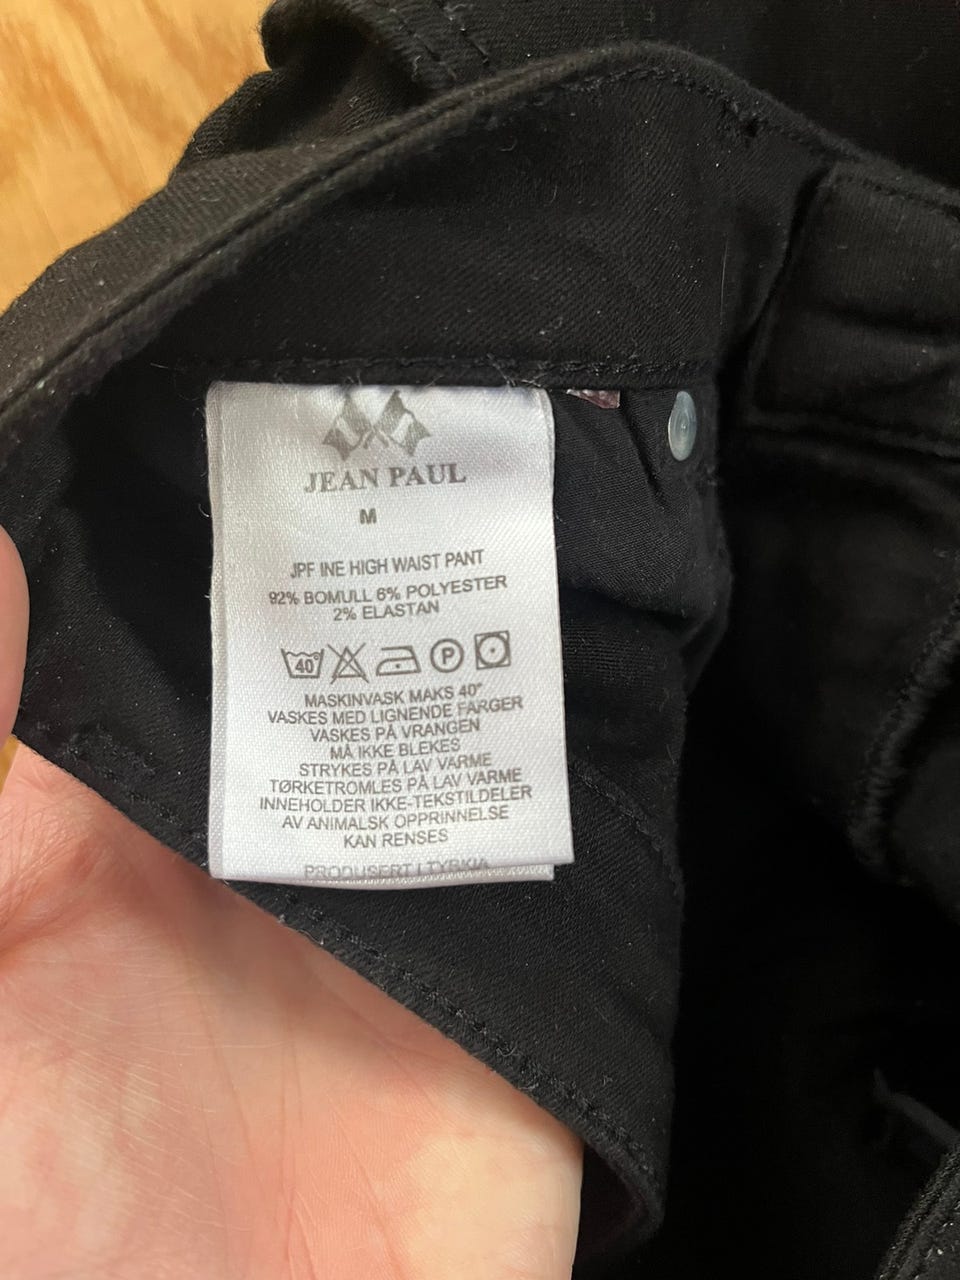 JEAN PAUL
M
JPF INE HIGH WAIST PANT
92% BOMULL 6% POLYESTER
2% ELASTAN
40° P
MASKINVASK MAKS 40°
VASKES MED LIGNENDE FARGER
VASKES PÅ VRANGEN
MÅ IKKE BLEKES
STRYKES PÅ LAV VARME
TØRKETROMLES PÅ LAV VARME
INNEHOLDER IKKE-TEKSTILDELER
AV ANIMALSK OPPRINNELSE
KAN RENSES
PRODUSERT I TYRKIA